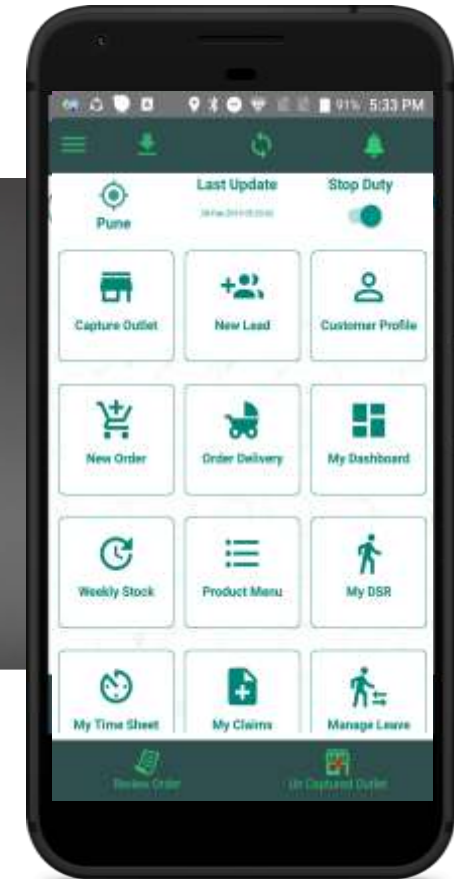 91% 5:33 PM
Last Update Stop Duty
Pune
Capture Outlet New Lead Customer Profile
New Order Order Delivery My Dashboard
Weekly Stock Product Menu My DSR
My Time Sheet My Claims Manage Leave
Review Order Un Captured Outlet